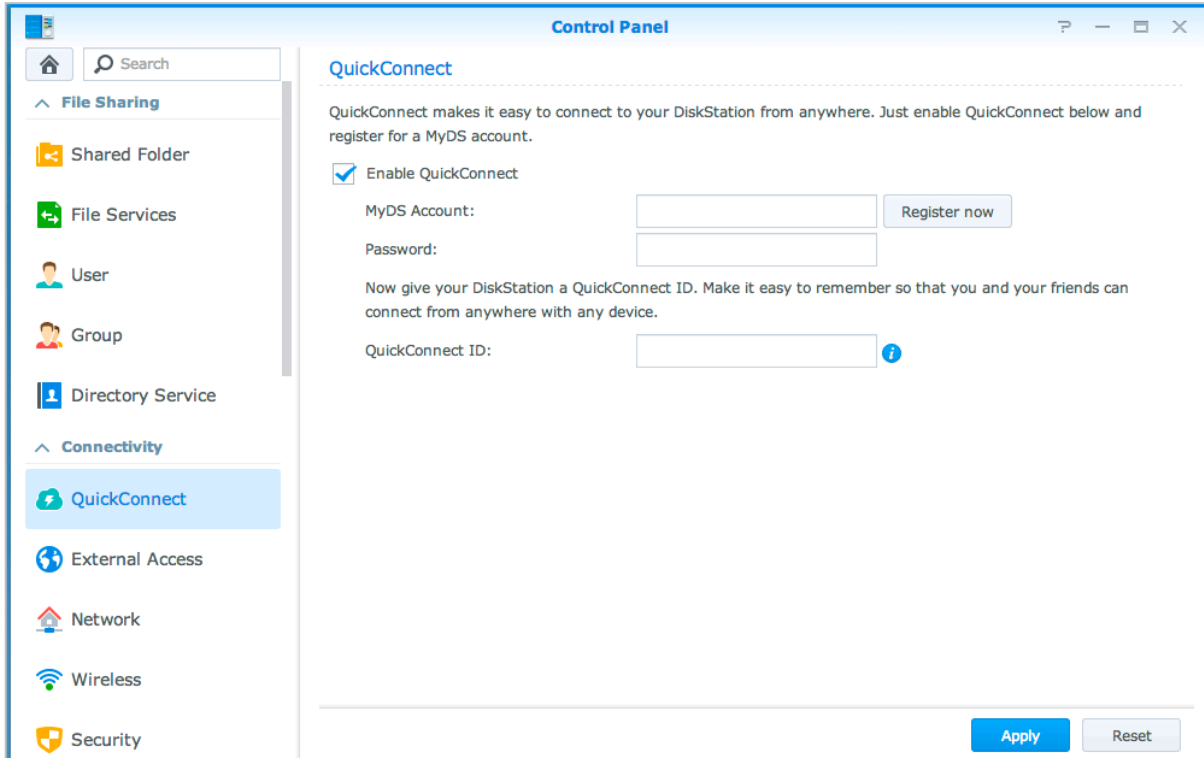 Control Panel
Search
File Sharing
Shared Folder
File Services
User
Group
Directory Service
Connectivity
QuickConnect
External Access
Network
Wireless
Security
QuickConnect
QuickConnect makes it easy to connect to your DiskStation from anywhere. Just enable QuickConnect below and
register for a MyDS account.
Enable QuickConnect
MyDS Account:
Register now
Password:
Now give your DiskStation a QuickConnect ID. Make it easy to remember so that you and your friends can
connect from anywhere with any device.
QuickConnect ID:
Apply
Reset